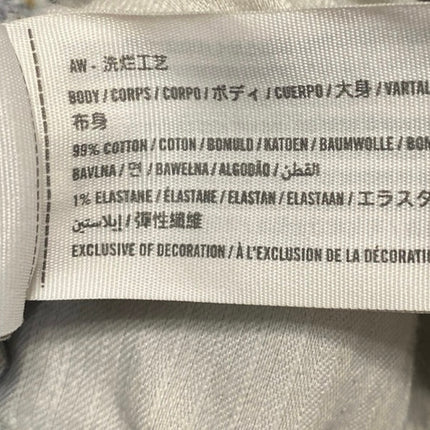 AW - 洗烂工艺
BODY / CORPS / CORPO / ボディ / CUERPO / 大身 / VARTAL
布身
99% COTTON / COTON / BOMULD / KATOEN / BAUMWOLLE / BOM
BAVLNA / 면 / BAWEŁNA / ALGODÃO / القطن /
1% ELASTANE / ÉLASTANE / ELASTAN / ELASTAAN / エラスタ
إيلاستين / 彈性纖維
EXCLUSIVE OF DECORATION / À L'EXCLUSION DE LA DÉCORATI